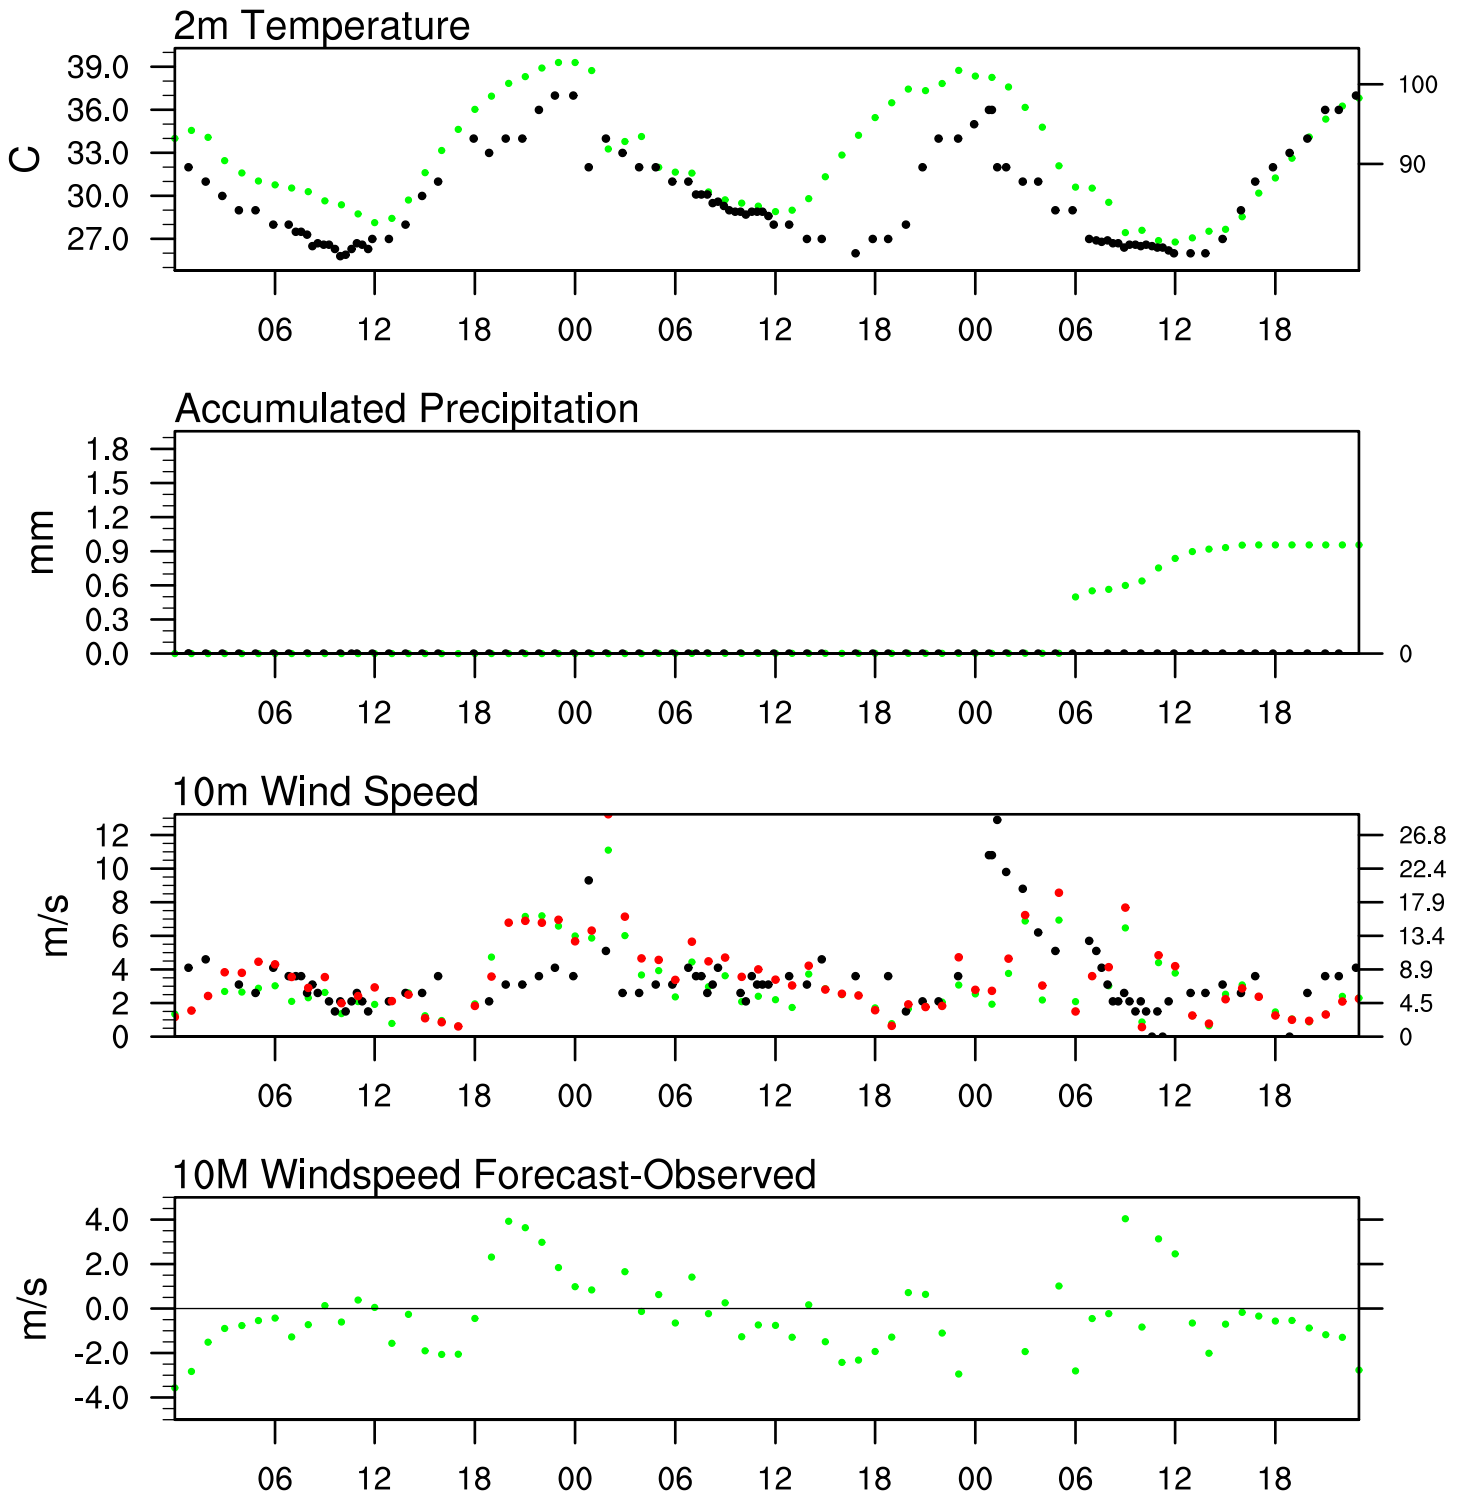 2m Temperature
39.0
36.0
33.0
30.0
27.0
C
100
90
06 12 18 00 06 12 18 00 06 12 18
Accumulated Precipitation
1.8
1.5
1.2
0.9
0.6
0.3
0.0
mm
0
06 12 18 00 06 12 18 00 06 12 18
10m Wind Speed
12
10
8
6
4
2
0
m/s
26.8
22.4
17.9
13.4
8.9
4.5
0
06 12 18 00 06 12 18 00 06 12 18
10M Windspeed Forecast-Observed
4.0
2.0
0.0
-2.0
-4.0
m/s
06 12 18 00 06 12 18 00 06 12 18